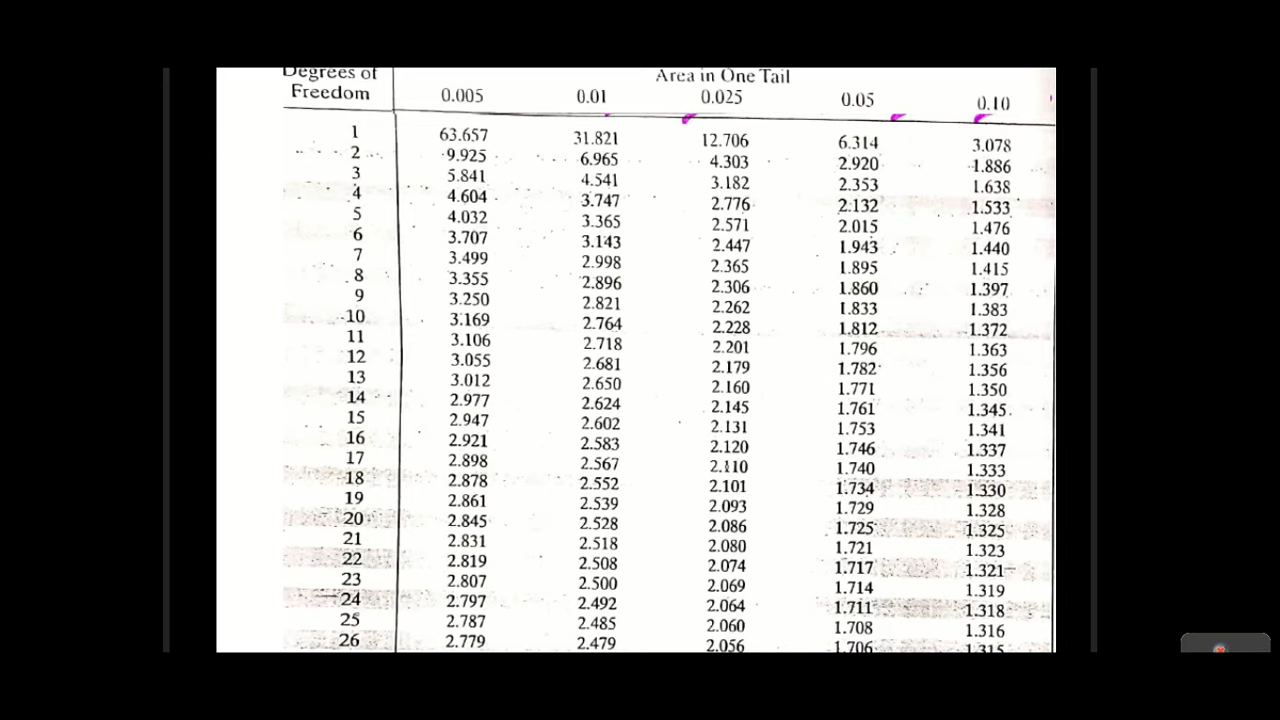 Degrees of
Area in One Tail
Freedom 0.005 0.01 0.025 0.05 0.10
1 63.657 31.821 12.706 6.314 3.078
2 9.925 6.965 4.303 2.920 1.886
3 5.841 4.541 3.182 2.353 1.638
4 4.604 3.747 2.776 2.132 1.533
5 4.032 3.365 2.571 2.015 1.476
6 3.707 3.143 2.447 1.943 1.440
7 3.499 2.998 2.365 1.895 1.415
8 3.355 2.896 2.306 1.860 1.397
9 3.250 2.821 2.262 1.833 1.383
10 3.169 2.764 2.228 1.812 1.372
11 3.106 2.718 2.201 1.796 1.363
12 3.055 2.681 2.179 1.782 1.356
13 3.012 2.650 2.160 1.771 1.350
14 2.977 2.624 2.145 1.761 1.345
15 2.947 2.602 2.131 1.753 1.341
16 2.921 2.583 2.120 1.746 1.337
17 2.898 2.567 2.110 1.740 1.333
18 2.878 2.552 2.101 1.734 1.330
19 2.861 2.539 2.093 1.729 1.328
20 2.845 2.528 2.086 1.725 1.325
21 2.831 2.518 2.080 1.721 1.323
22 2.819 2.508 2.074 1.717 1.321
23 2.807 2.500 2.069 1.714 1.319
24 2.797 2.492 2.064 1.711 1.318
25 2.787 2.485 2.060 1.708 1.316
26 2.779 2.479 2.056 1.706 1.315